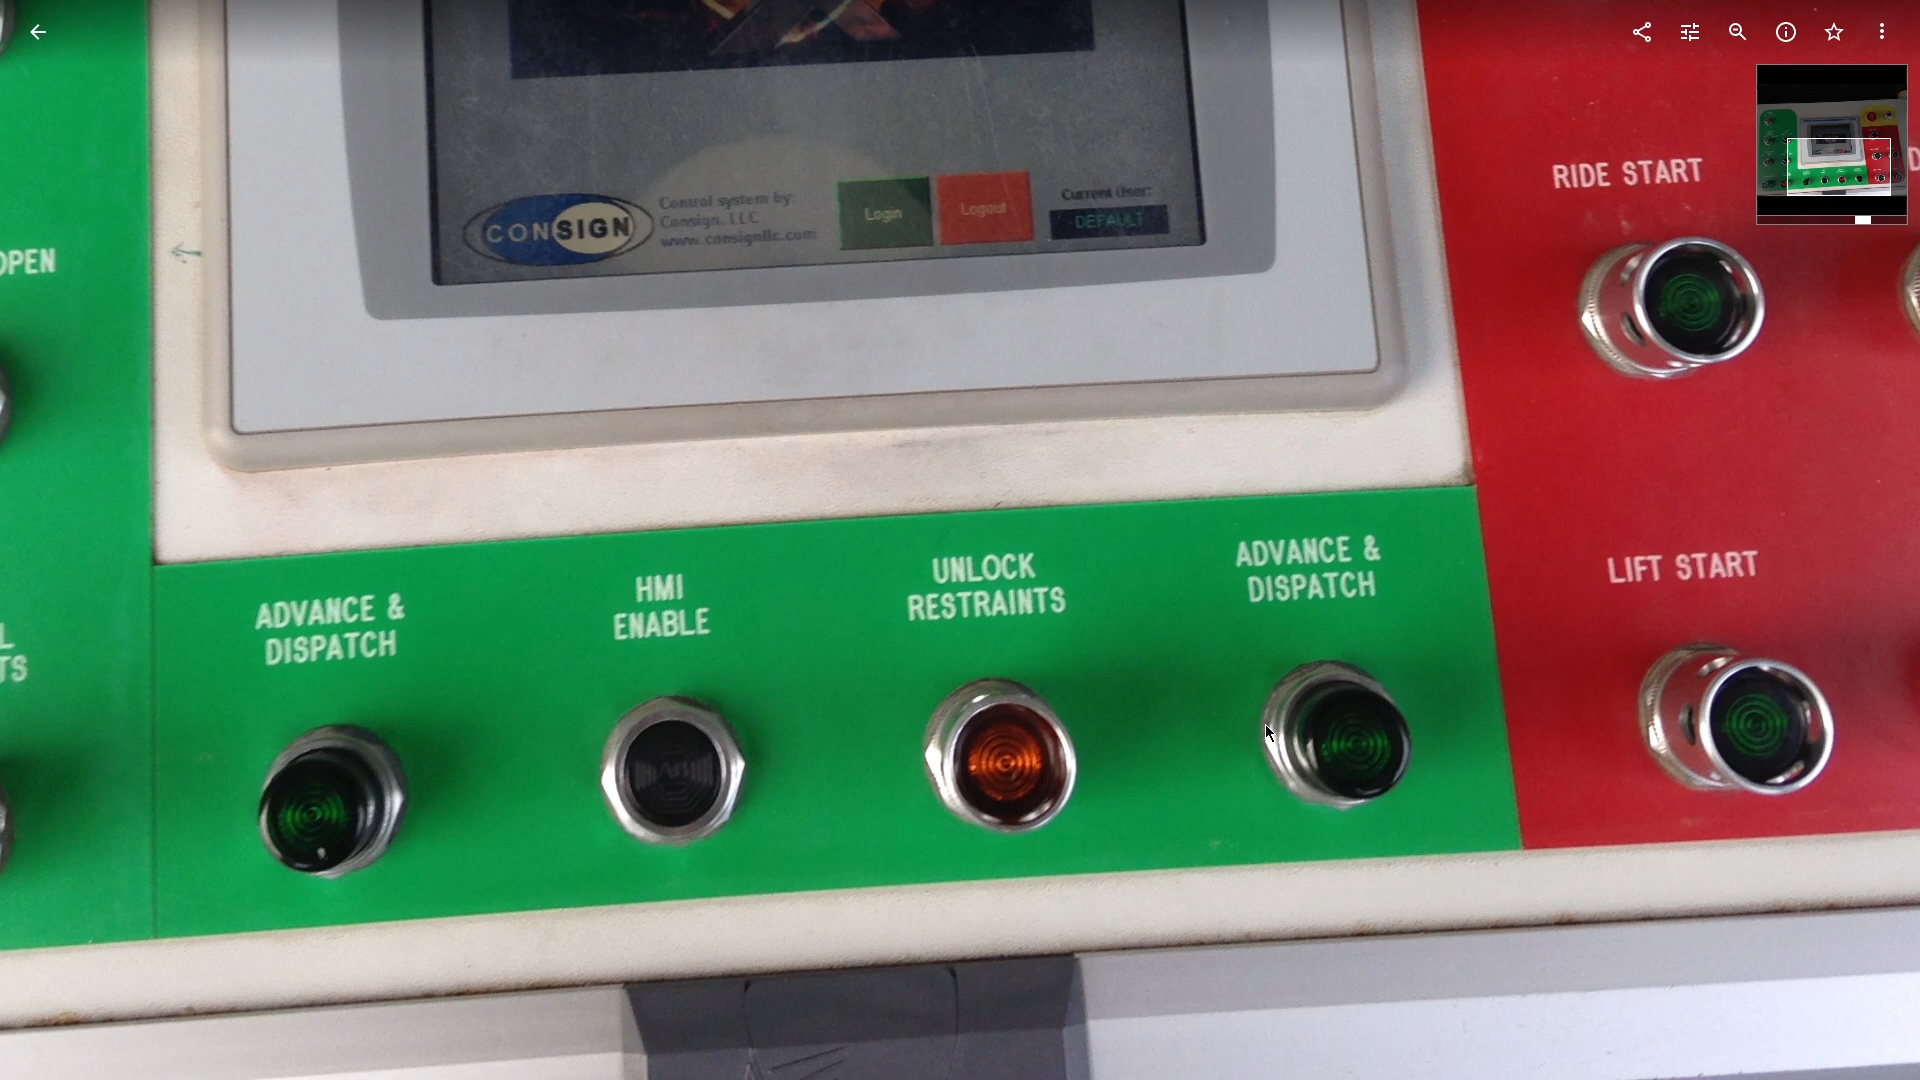 OPEN
CONSIGN
Control system by:
Consign, LLC
www.consignllc.com
Login
Logout
Current User:
DEFAULT
RIDE START
LIFT START
ADVANCE &
DISPATCH
HMI
ENABLE
UNLOCK
RESTRAINTS
ADVANCE &
DISPATCH
L
TS